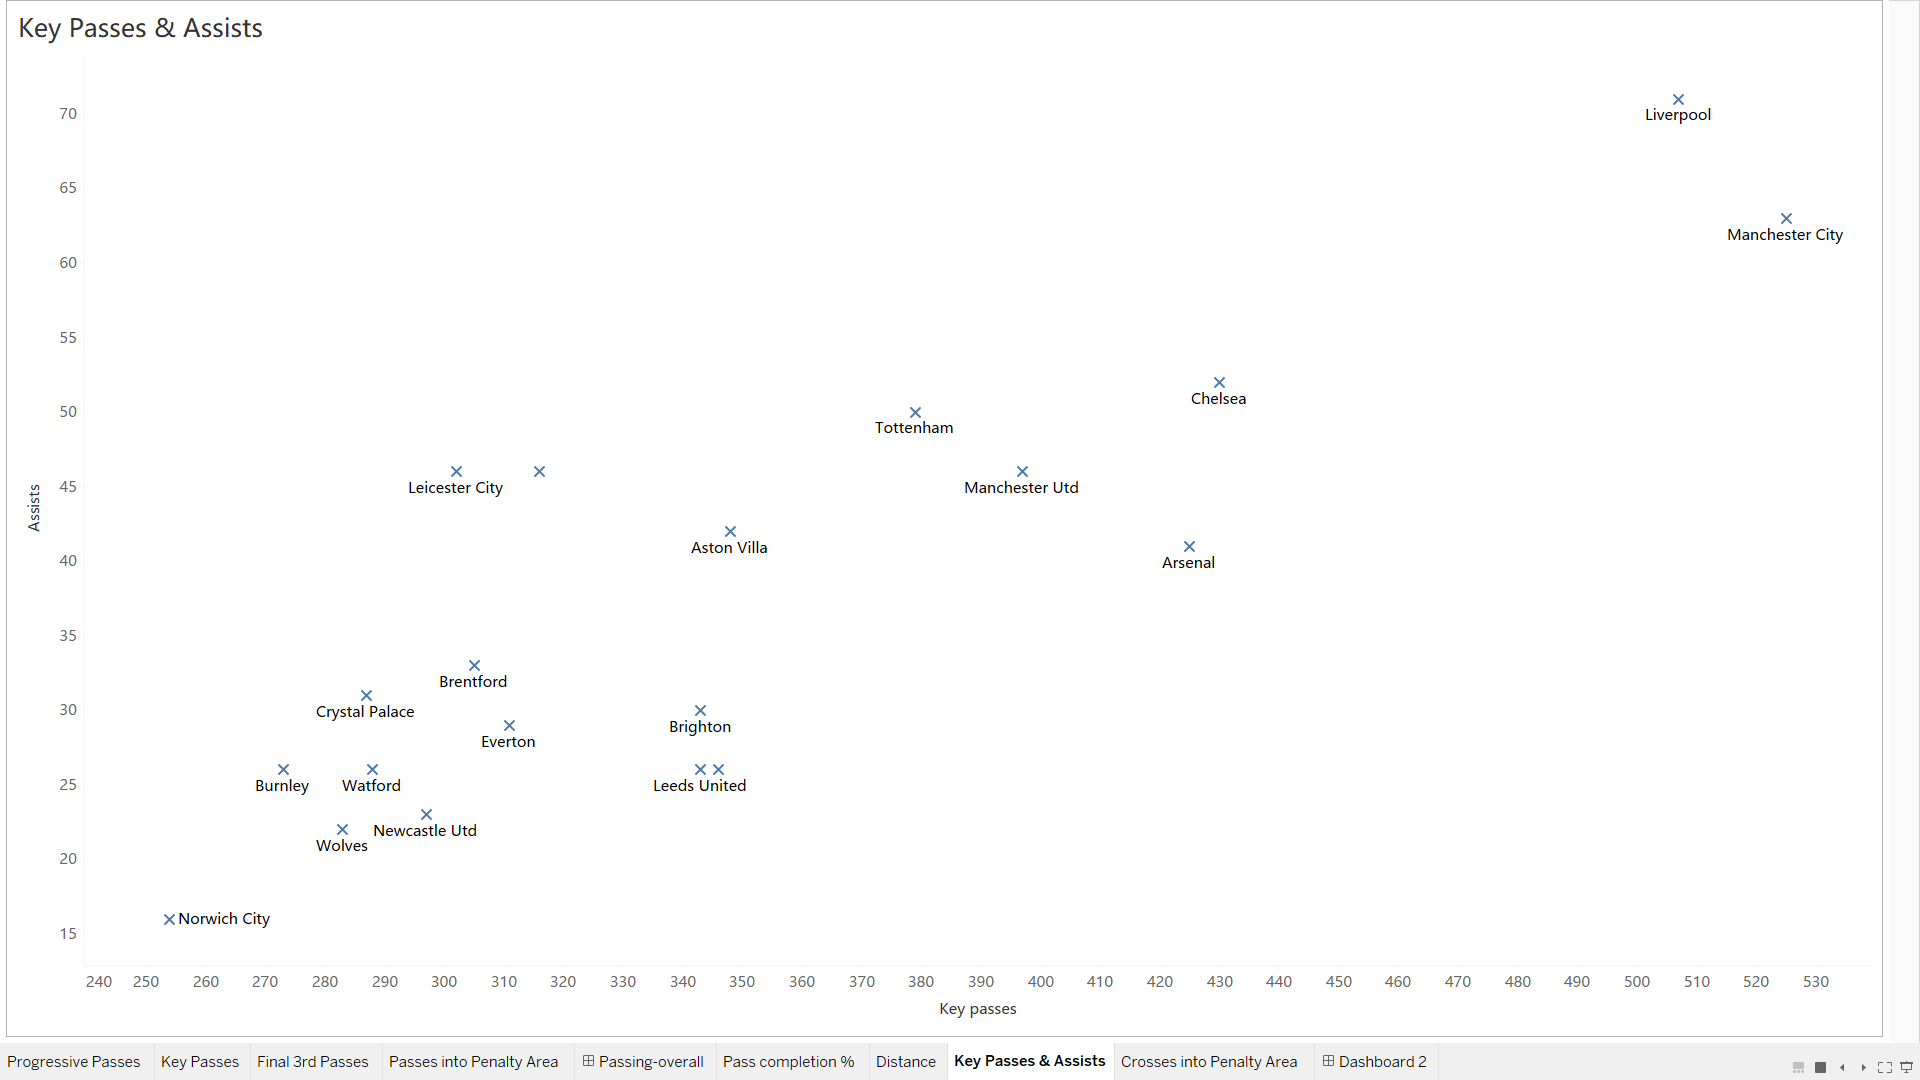 Key Passes & Assists
70
Liverpool
65
Manchester City
60
55
50
Chelsea
Tottenham
45
Leicester City
Manchester Utd
Assists
Aston Villa
40
Arsenal
35
Brentford
Crystal Palace
30
Brighton
Everton
25
Burnley
Watford
Leeds United
Newcastle Utd
Wolves
20
Norwich City
15
240 250 260 270 280 290 300 310 320 330 340 350 360 370 380 390 400 410 420 430 440 450 460 470 480 490 500 510 520 530
Key passes
Progressive Passes Key Passes Final 3rd Passes Passes into Penalty Area Passing-overall Pass completion % Distance Key Passes & Assists Crosses into Penalty Area Dashboard 2